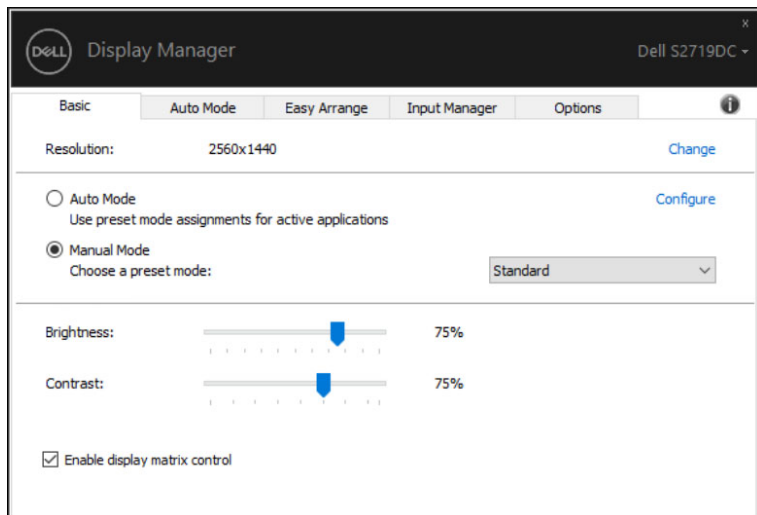 x
DELL Display Manager Dell S2719DC
Basic Auto Mode Easy Arrange Input Manager Options i
Resolution: 2560x1440 Change
Auto Mode Configure
Use preset mode assignments for active applications
Manual Mode
Choose a preset mode: Standard
Brightness: 75%
Contrast: 75%
Enable display matrix control